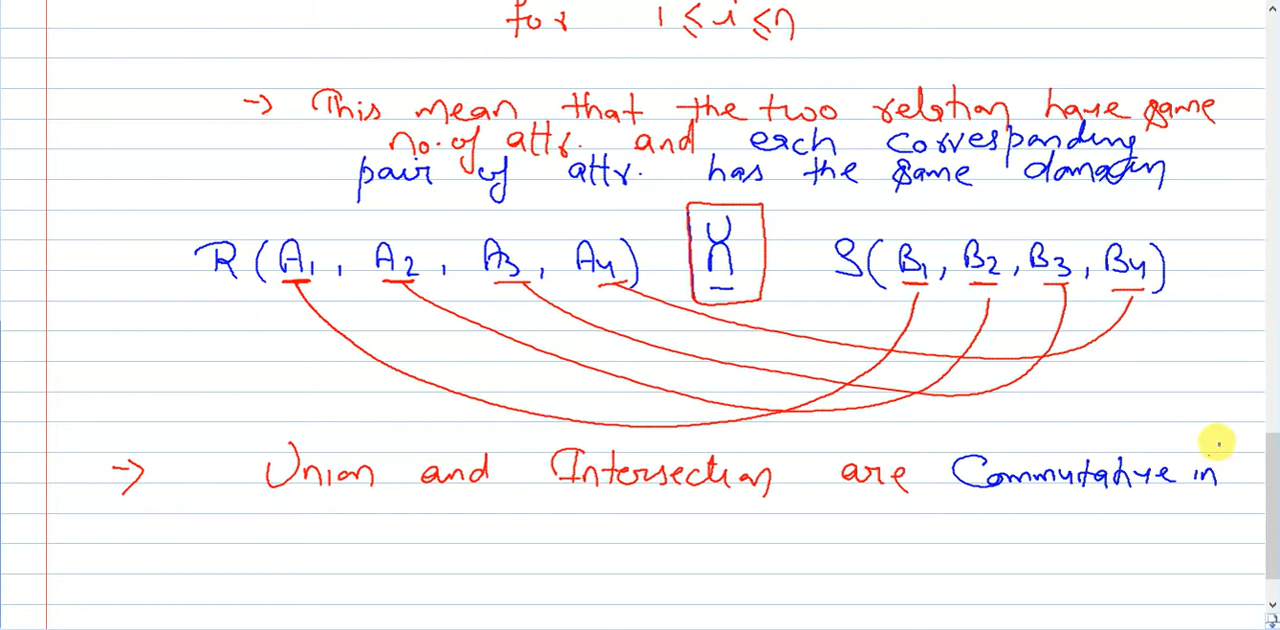 for 1 ≤ i ≤ n
→ This mean that the two relation have same
no. of attr. and each corresponding
pair of attr. has the same domain
R(A1, A2, A3, A4) S(B1, B2, B3, B4)
→ Union and Intersection are Commutative in